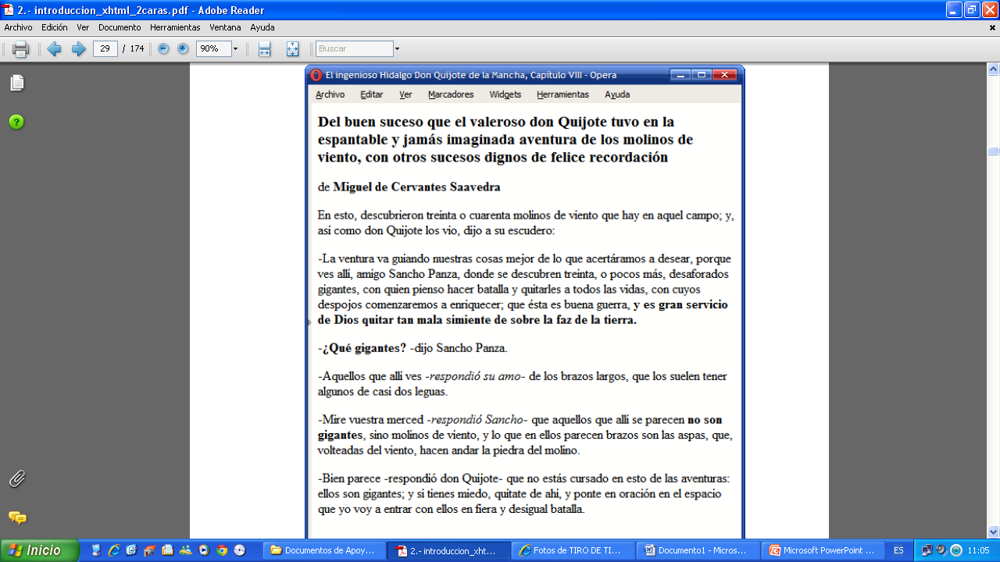 2.- introduccion_xhtml_2caras.pdf - Adobe Reader
Archivo Edición Ver Documento Herramientas Ventana Ayuda
29 / 174 90% Buscar
El ingenioso Hidalgo Don Quijote de la Mancha, Capítulo VIII - Opera
Archivo Editar Ver Marcadores Widgets Herramientas Ayuda
Del buen suceso que el valeroso don Quijote tuvo en la
espantable y jamás imaginada aventura de los molinos de
viento, con otros sucesos dignos de felice recordación
de Miguel de Cervantes Saavedra
En esto, descubrieron treinta o cuarenta molinos de viento que hay en aquel campo; y,
así como don Quijote los vio, dijo a su escudero:
-La ventura va guiando nuestras cosas mejor de lo que acertáramos a desear, porque
ves allí, amigo Sancho Panza, donde se descubren treinta, o pocos más, desaforados
gigantes, con quien pienso hacer batalla y quitarles a todos las vidas, con cuyos
despojos comenzaremos a enriquecer; que ésta es buena guerra, y es gran servicio
de Dios quitar tan mala simiente de sobre la faz de la tierra.
-¿Qué gigantes? -dijo Sancho Panza.
-Aquellos que allí ves -respondió su amo- de los brazos largos, que los suelen tener
algunos de casi dos leguas.
-Mire vuestra merced -respondió Sancho- que aquellos que allí se parecen no son
gigantes, sino molinos de viento, y lo que en ellos parecen brazos son las aspas, que,
volteadas del viento, hacen andar la piedra del molino.
-Bien parece -respondió don Quijote- que no estás cursado en esto de las aventuras:
ellos son gigantes; y si tienes miedo, quítate de ahí, y ponte en oración en el espacio
que yo voy a entrar con ellos en fiera y desigual batalla.
Inicio Documentos de Apoy... 2.- introduccion_xht... Fotos de TIRO DE TI... Documento1 - Micros... Microsoft PowerPoint ... ES 11:05